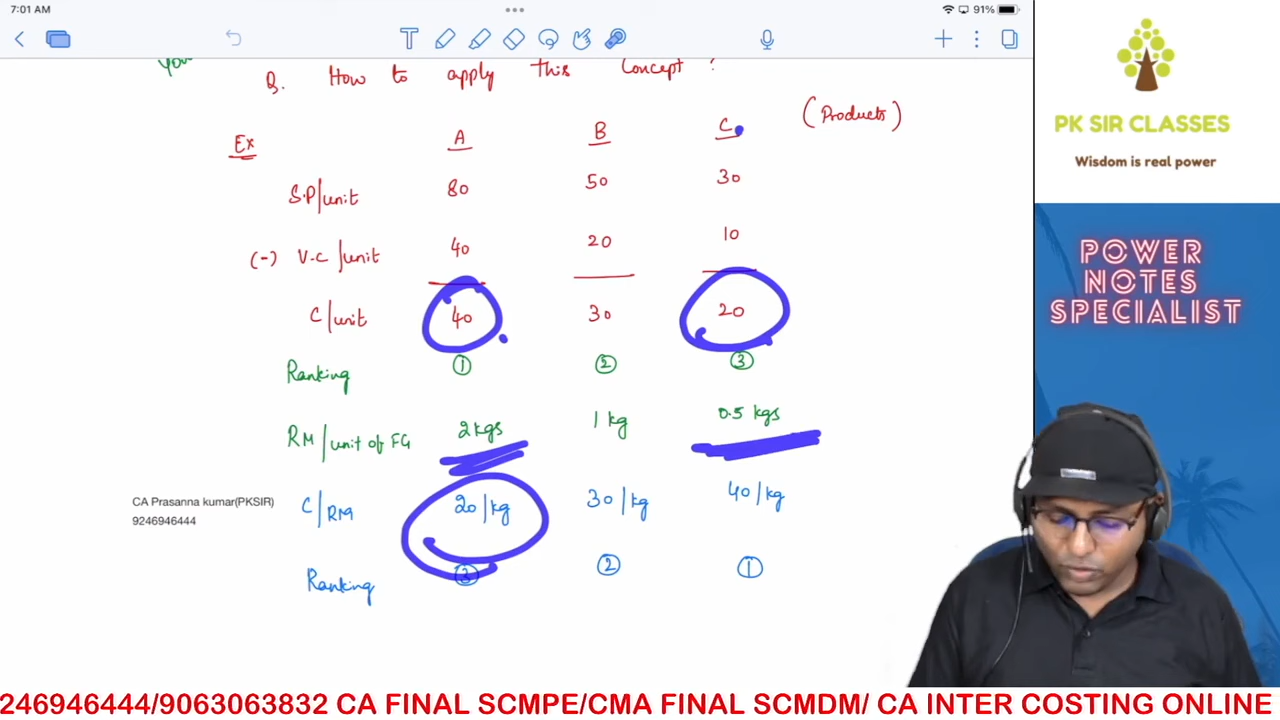 7:01 AM
91%
You
Q. How to apply this Concept ?
(Products)
Ex A B C
S.P/unit 80 50 30
(-) V.C /unit 40 20 10
C/unit 40 30 20
Ranking ① ② ③
RM/unit of FG 2 kgs 1 kg 0.5 kgs
C/RM 20/kg 30/kg 40/kg
Ranking ③ ② ①
CA Prasanna kumar(PKSIR)
9246946444
PK SIR CLASSES
Wisdom is real power
POWER
NOTES
SPECIALIST
246946444/9063063832 CA FINAL SCMPE/CMA FINAL SCMDM/ CA INTER COSTING ONLINE